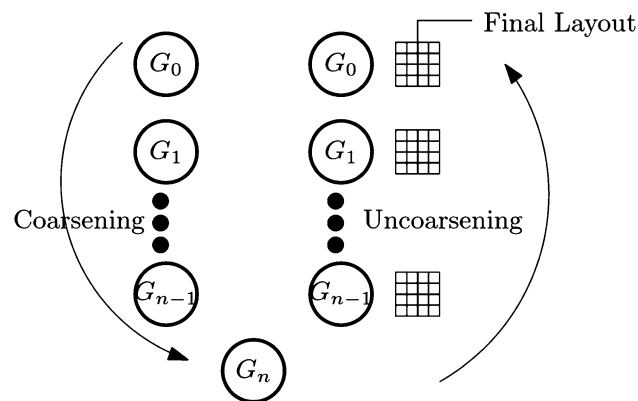 Final Layout
G₀ G₀
G₁ G₁
Coarsening Uncoarsening
Gₙ₋₁ Gₙ₋₁
Gₙ